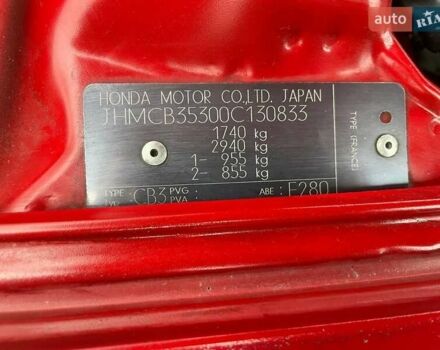 AUTO RIA
HONDA MOTOR CO.,LTD. JAPAN
JHMCB35300C130833
1740 kg
2940 kg
1- 955 kg
2- 855 kg
TYPE (FRANCE)
TYPE : CB3 PVG : ABE : F280
PVA :